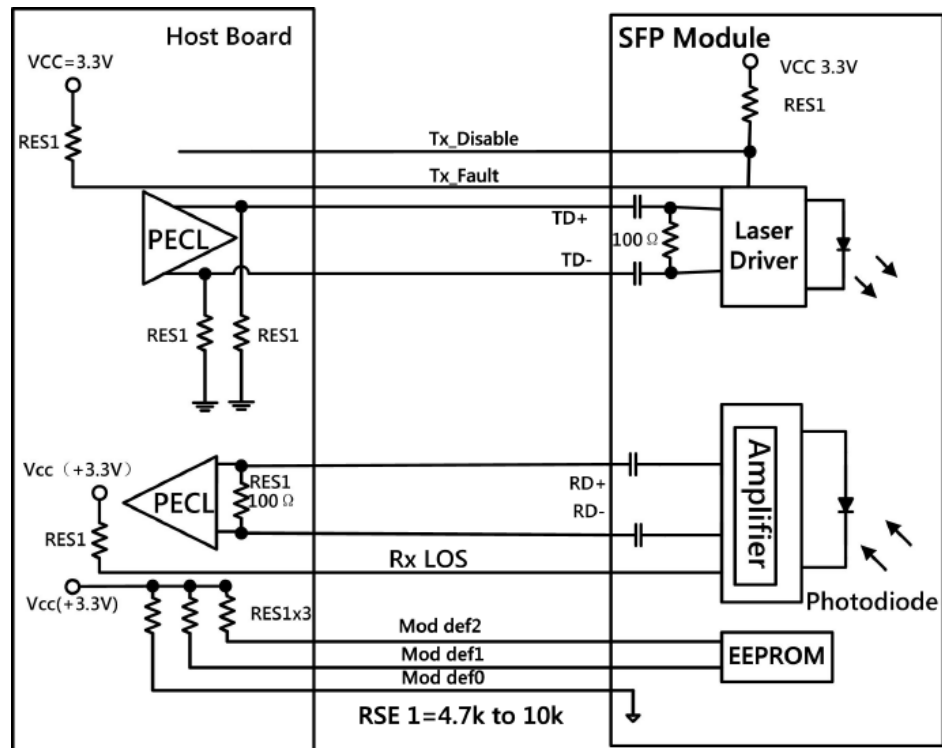 Host Board
SFP Module
VCC=3.3V
VCC 3.3V
RES1
RES1
Tx_Disable
Tx_Fault
PECL
TD+
100Ω
TD-
Laser
Driver
RES1
RES1
Vcc（+3.3V）
PECL
RES1
100Ω
RD+
RD-
Amplifier
RES1
Rx LOS
Vcc(+3.3V)
RES1x3
Photodiode
Mod def2
Mod def1
Mod def0
EEPROM
RSE 1=4.7k to 10k